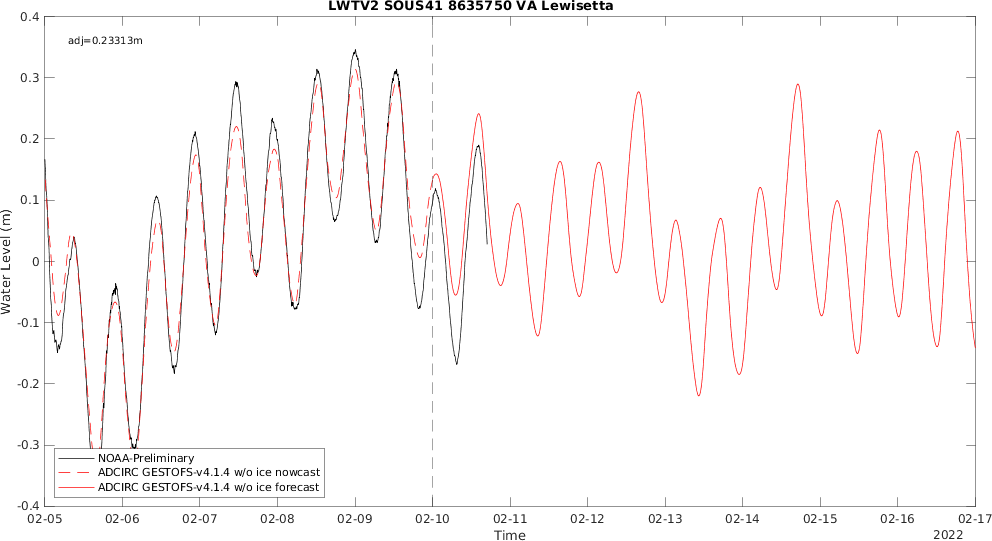 LWTV2 SOUS41 8635750 VA Lewisetta
adj=0.23313m
Water Level (m)
0.4
0.3
0.2
0.1
0
-0.1
-0.2
-0.3
-0.4
NOAA-Preliminary
ADCIRC GESTOFS-v4.1.4 w/o ice nowcast
ADCIRC GESTOFS-v4.1.4 w/o ice forecast
02-05 02-06 02-07 02-08 02-09 02-10 02-11 02-12 02-13 02-14 02-15 02-16 02-17
Time
2022